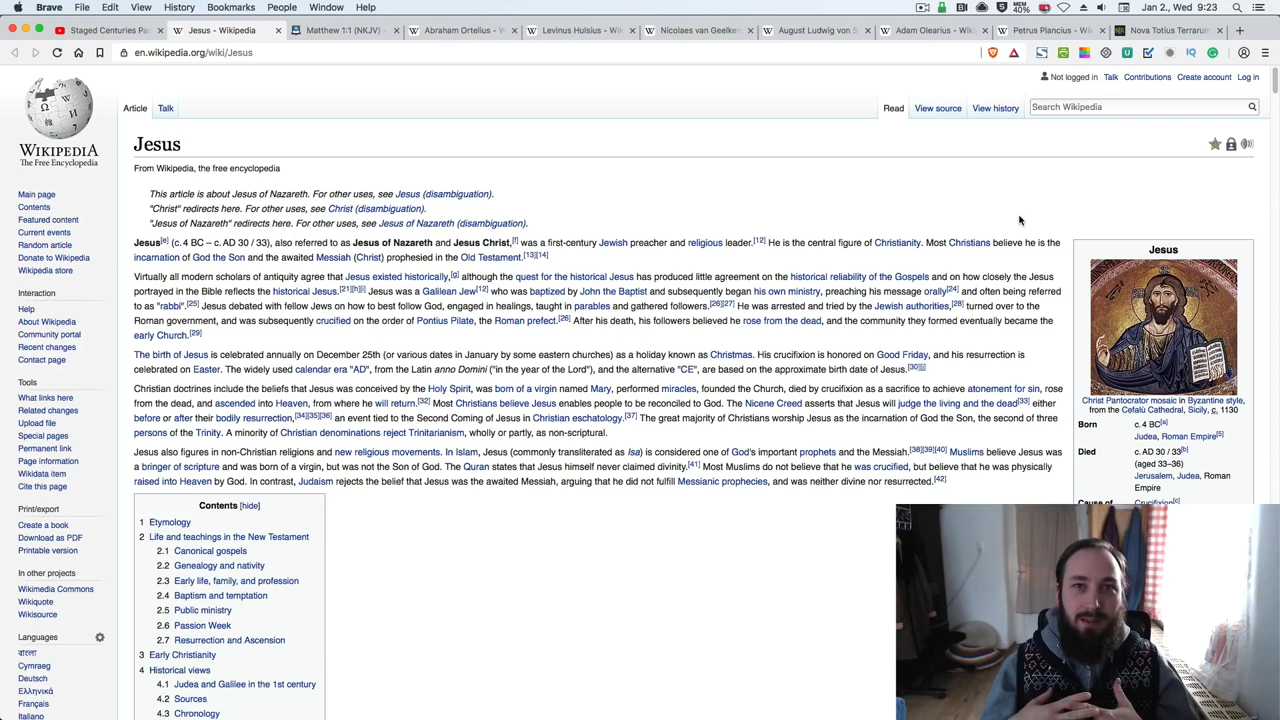 Brave File Edit View History Bookmarks People Window Help MEM 40% Jan 2., Wed 9:23
Staged Centuries Pa Jesus - Wikipedia Matthew 1:1 (NKJV) - Abraham Ortelius - W Levinus Hulsius - Wiki Nicolaes van Geelker August Ludwig von S Adam Olearius - Wiki Petrus Plancius - Wiki Nova Totius Terrarum
en.wikipedia.org/wiki/Jesus
Not logged in Talk Contributions Create account Log in
Article Talk Read View source View history Search Wikipedia
WIKIPEDIA
The Free Encyclopedia
Main page
Contents
Featured content
Current events
Random article
Donate to Wikipedia
Wikipedia store
Interaction
Help
About Wikipedia
Community portal
Recent changes
Contact page
Tools
What links here
Related changes
Upload file
Special pages
Permanent link
Page information
Wikidata item
Cite this page
Print/export
Create a book
Download as PDF
Printable version
In other projects
Wikimedia Commons
Wikiquote
Wikisource
Languages
বাংলা
Cymraeg
Deutsch
Ελληνικά
Français
Italiano
Jesus
From Wikipedia, the free encyclopedia
This article is about Jesus of Nazareth. For other uses, see Jesus (disambiguation).
"Christ" redirects here. For other uses, see Christ (disambiguation).
"Jesus of Nazareth" redirects here. For other uses, see Jesus of Nazareth (disambiguation).
Jesus[e] (c. 4 BC – c. AD 30 / 33), also referred to as Jesus of Nazareth and Jesus Christ,[f] was a first-century Jewish preacher and religious leader.[12] He is the central figure of Christianity. Most Christians believe he is the
incarnation of God the Son and the awaited Messiah (Christ) prophesied in the Old Testament.[13][14]
Virtually all modern scholars of antiquity agree that Jesus existed historically,[g] although the quest for the historical Jesus has produced little agreement on the historical reliability of the Gospels and on how closely the Jesus
portrayed in the Bible reflects the historical Jesus.[21][h][i] Jesus was a Galilean Jew[12] who was baptized by John the Baptist and subsequently began his own ministry, preaching his message orally[24] and often being referred
to as "rabbi".[25] Jesus debated with fellow Jews on how to best follow God, engaged in healings, taught in parables and gathered followers.[26][27] He was arrested and tried by the Jewish authorities,[28] turned over to the
Roman government, and was subsequently crucified on the order of Pontius Pilate, the Roman prefect.[26] After his death, his followers believed he rose from the dead, and the community they formed eventually became the
early Church.[29]
The birth of Jesus is celebrated annually on December 25th (or various dates in January by some eastern churches) as a holiday known as Christmas. His crucifixion is honored on Good Friday, and his resurrection is
celebrated on Easter. The widely used calendar era "AD", from the Latin anno Domini ("in the year of the Lord"), and the alternative "CE", are based on the approximate birth date of Jesus.[30][j]
Christian doctrines include the beliefs that Jesus was conceived by the Holy Spirit, was born of a virgin named Mary, performed miracles, founded the Church, died by crucifixion as a sacrifice to achieve atonement for sin, rose
from the dead, and ascended into Heaven, from where he will return.[32] Most Christians believe Jesus enables people to be reconciled to God. The Nicene Creed asserts that Jesus will judge the living and the dead[33] either
before or after their bodily resurrection,[34][35][36] an event tied to the Second Coming of Jesus in Christian eschatology.[37] The great majority of Christians worship Jesus as the incarnation of God the Son, the second of three
persons of the Trinity. A minority of Christian denominations reject Trinitarianism, wholly or partly, as non-scriptural.
Jesus also figures in non-Christian religions and new religious movements. In Islam, Jesus (commonly transliterated as Isa) is considered one of God's important prophets and the Messiah.[38][39][40] Muslims believe Jesus was
a bringer of scripture and was born of a virgin, but was not the Son of God. The Quran states that Jesus himself never claimed divinity.[41] Most Muslims do not believe that he was crucified, but believe that he was physically
raised into Heaven by God. In contrast, Judaism rejects the belief that Jesus was the awaited Messiah, arguing that he did not fulfill Messianic prophecies, and was neither divine nor resurrected.[42]
Contents [hide]
1 Etymology
2 Life and teachings in the New Testament
2.1 Canonical gospels
2.2 Genealogy and nativity
2.3 Early life, family, and profession
2.4 Baptism and temptation
2.5 Public ministry
2.6 Passion Week
2.7 Resurrection and Ascension
3 Early Christianity
4 Historical views
4.1 Judea and Galilee in the 1st century
4.2 Sources
4.3 Chronology
Jesus
Christ Pantocrator mosaic in Byzantine style,
from the Cefalù Cathedral, Sicily, c. 1130
Born c. 4 BC[a]
Judea, Roman Empire[5]
Died AD 30 / 33[b]
(aged 33–36)
Jerusalem, Judea, Roman
Empire
Cause of Crucifixion[c]